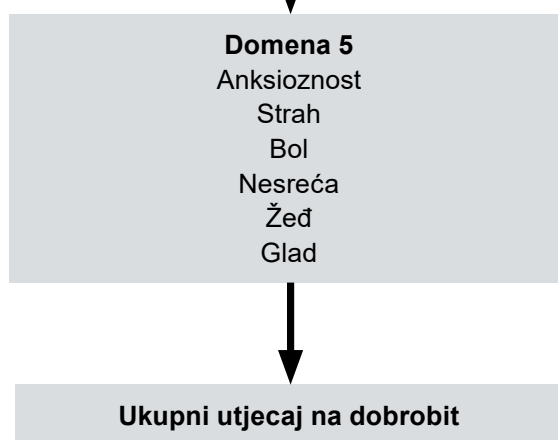 Domena 5
Anksioznost
Strah
Bol
Nesreća
Žeđ
Glad
Ukupni utjecaj na dobrobit